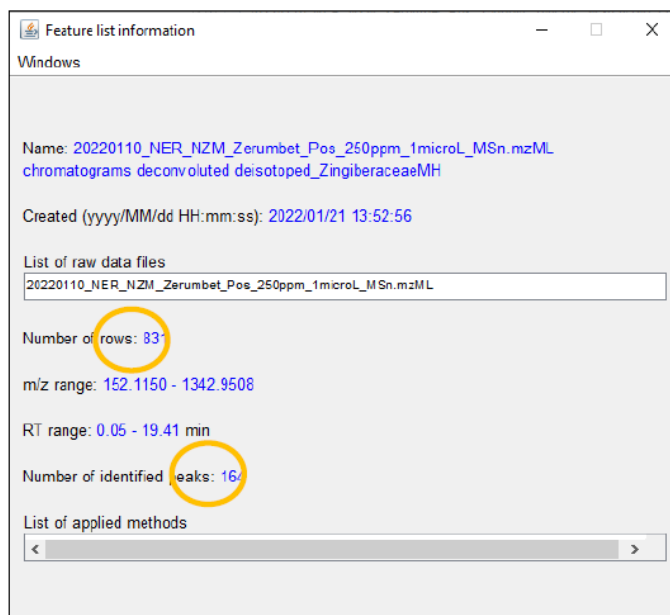 Feature list information
Windows
Name: 20220110_NER_NZM_Zerumbet_Pos_250ppm_1microL_MSn.mzML
chromatograms deconvoluted deisotoped_ZingiberaceaeMH
Created (yyyy/MM/dd HH:mm:ss): 2022/01/21 13:52:56
List of raw data files
20220110_NER_NZM_Zerumbet_Pos_250ppm_1microL_MSn.mzML
Number of rows: 831
m/z range: 152.1150 - 1342.9508
RT range: 0.05 - 19.41 min
Number of identified peaks: 164
List of applied methods